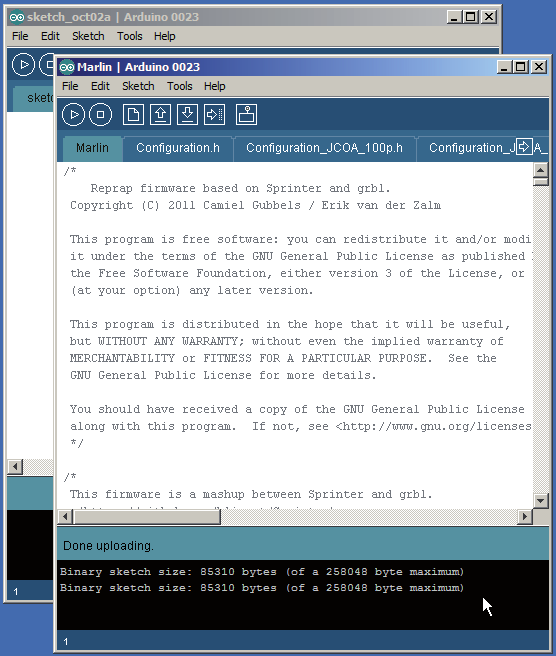 sketch_oct02a | Arduino 0023
File Edit Sketch Tools Help
Marlin | Arduino 0023
File Edit Sketch Tools Help
Marlin Configuration.h Configuration_JCOA_100p.h
/*
Reprap firmware based on Sprinter and grbl.
Copyright (C) 2011 Camiel Gubbels / Erik van der Zalm
This program is free software: you can redistribute it and/or modi
it under the terms of the GNU General Public License as published
the Free Software Foundation, either version 3 of the License, or
(at your option) any later version.
This program is distributed in the hope that it will be useful,
but WITHOUT ANY WARRANTY; without even the implied warranty of
MERCHANTABILITY or FITNESS FOR A PARTICULAR PURPOSE.  See the
GNU General Public License for more details.
You should have received a copy of the GNU General Public License
along with this program.  If not, see <http://www.gnu.org/licenses
*/
/*
This firmware is a mashup between Sprinter and grbl.
Done uploading.
Binary sketch size: 85310 bytes (of a 258048 byte maximum)
Binary sketch size: 85310 bytes (of a 258048 byte maximum)
1
1